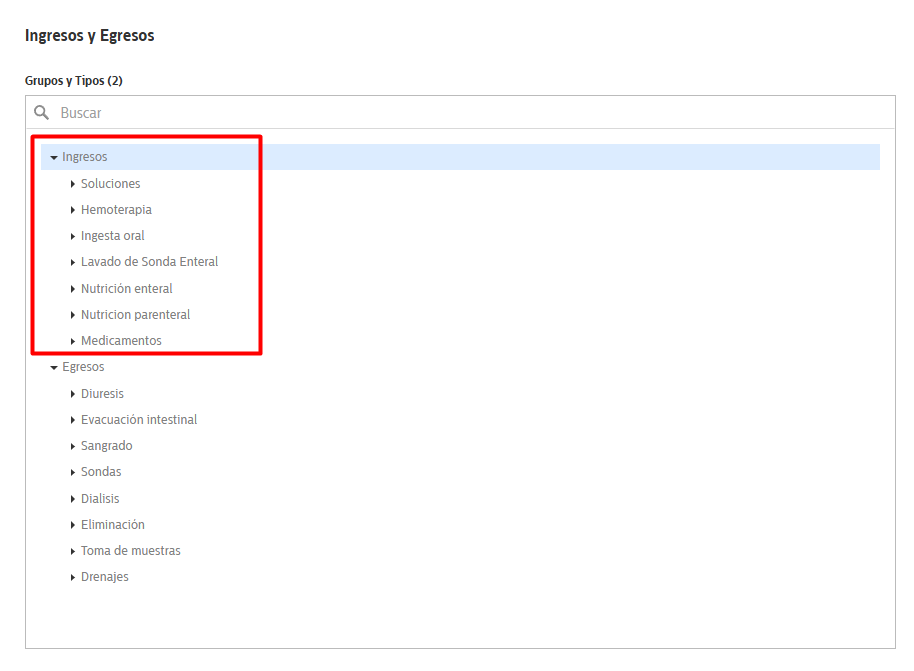 Ingresos y Egresos
Grupos y Tipos (2)
Buscar
Ingresos
Soluciones
Hemoterapia
Ingesta oral
Lavado de Sonda Enteral
Nutrición enteral
Nutricion parenteral
Medicamentos
Egresos
Diuresis
Evacuación intestinal
Sangrado
Sondas
Dialisis
Eliminación
Toma de muestras
Drenajes